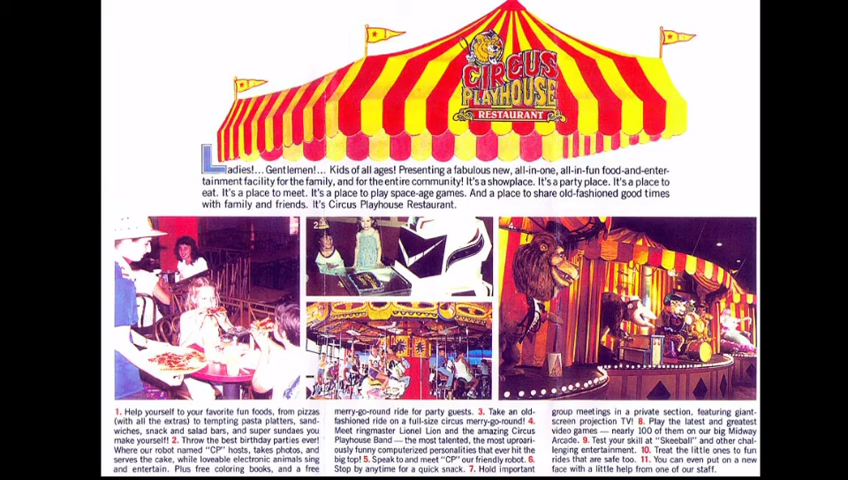 CIRCUS
PLAYHOUSE
RESTAURANT
Ladies!... Gentlemen!... Kids of all ages! Presenting a fabulous new, all-in-one, all-in-fun food-and-enter-
tainment facility for the family, and for the entire community! It's a showplace. It's a party place. It's a place to
eat. It's a place to meet. It's a place to play space-age games. And a place to share old-fashioned good times
with family and friends. It's Circus Playhouse Restaurant.
2.
1. Help yourself to your favorite fun foods, from pizzas
(with all the extras) to tempting pasta platters, sand-
wiches, snack and salad bars, and super sundaes you
make yourself! 2. Throw the best birthday parties ever!
Where our robot named "CP" hosts, takes photos, and
serves the cake, while loveable electronic animals sing
and entertain. Plus free coloring books, and a free
merry-go-round ride for party guests. 3. Take an old-
fashioned ride on a full-size circus merry-go-round! 4.
Meet ringmaster Lionel Lion and the amazing Circus
Playhouse Band — the most talented, the most uproari-
ously funny computerized personalities that ever hit the
big top! 5. Speak to and meet "CP" our friendly robot. 6.
Stop by anytime for a quick snack. 7. Hold important
group meetings in a private section, featuring giant-
screen projection TV! 8. Play the latest and greatest
video games — nearly 100 of them on our big Midway
Arcade. 9. Test your skill at "Skeeball" and other chal-
lenging entertainment. 10. Treat the little ones to fun
rides that are safe too. 11. You can even put on a new
face with a little help from one of our staff.